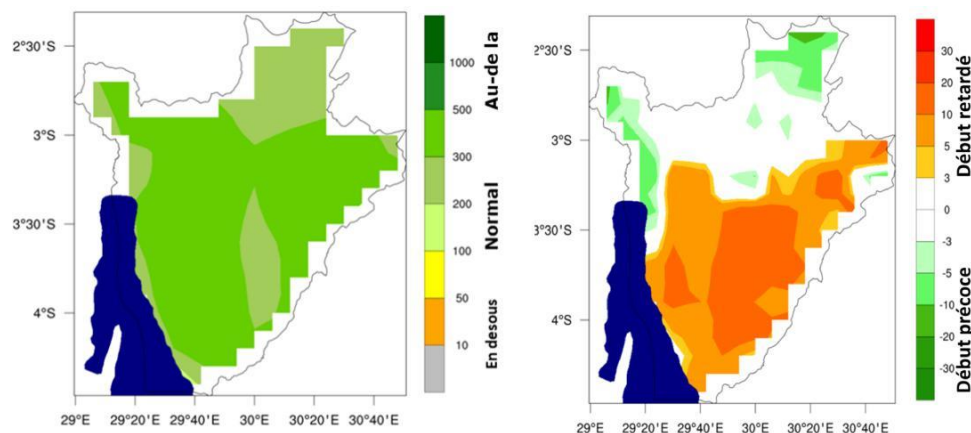 2°30'S
3°S
3°30'S
4°S
29°E
29°20'E
29°40'E
30°E
30°20'E
30°40'E
1000
500
300
200
100
50
10
Au-de la
Normal
En desous
2°30'S
3°S
3°30'S
4°S
29°E
29°20'E
29°40'E
30°E
30°20'E
30°40'E
30
20
10
5
3
0
-3
-5
-10
-20
-30
Début retardé
Début précoce